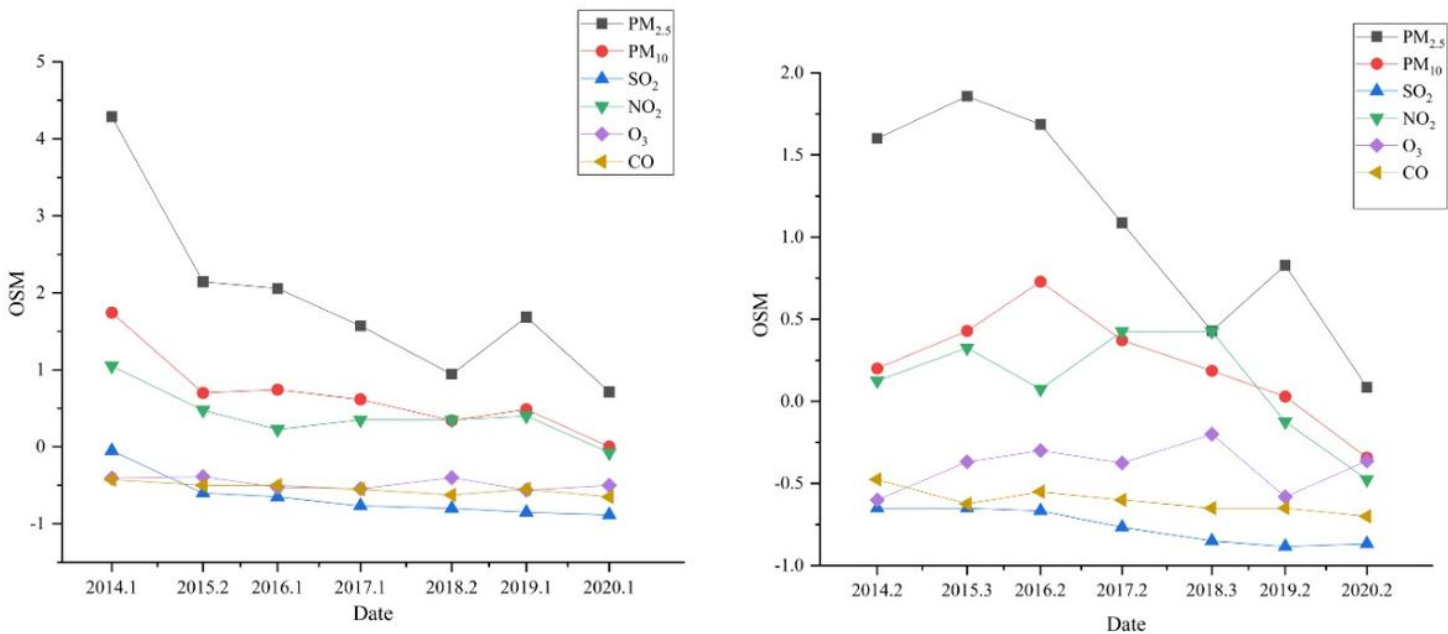 PM2.5
PM10
SO2
NO2
O3
CO
5
4
3
2
1
0
-1
OSM
2014.1 2015.2 2016.1 2017.1 2018.2 2019.1 2020.1
Date
PM2.5
PM10
SO2
NO2
O3
CO
2.0
1.5
1.0
0.5
0.0
-0.5
-1.0
OSM
2014.2 2015.3 2016.2 2017.2 2018.3 2019.2 2020.2
Date